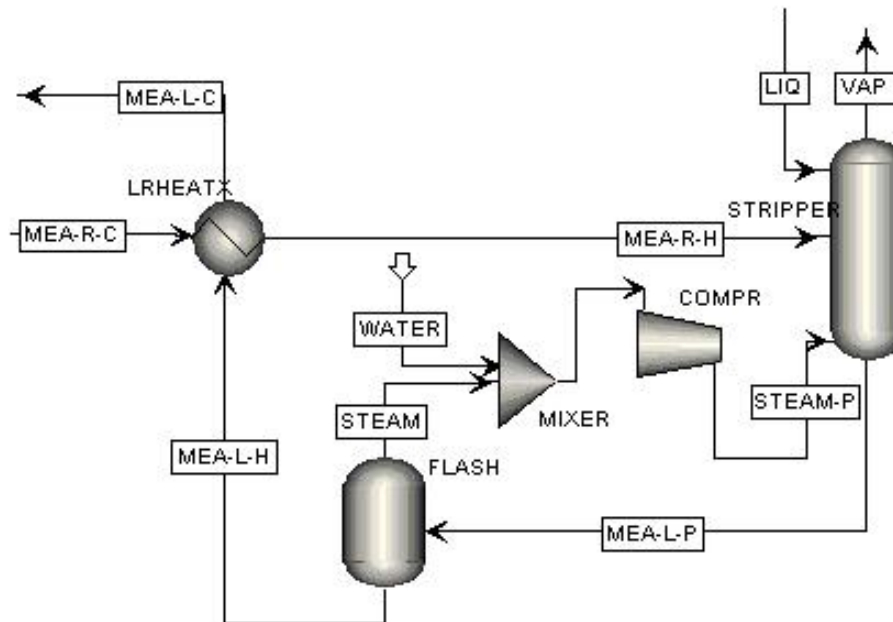 MEA-L-C
LIQ
VAP
LRHEATX
STRIPPER
MEA-R-C
MEA-R-H
COMPR
WATER
STEAM
MIXER
STEAM-P
MEA-L-H
FLASH
MEA-L-P